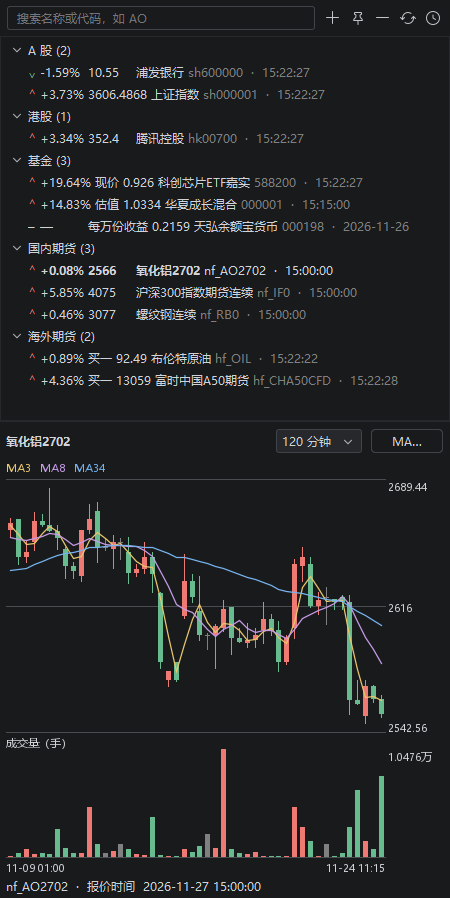 搜索名称或代码，如 AO
A 股 (2)
-1.59% 10.55 浦发银行 sh600000 · 15:22:27
+3.73% 3606.4868 上证指数 sh000001 · 15:22:27
港股 (1)
+3.34% 352.4 腾讯控股 hk00700 · 15:22:27
基金 (3)
+19.64% 现价 0.926 科创芯片ETF嘉实 588200 · 15:22:27
+14.83% 估值 1.0334 华夏成长混合 000001 · 15:15:00
— 每万份收益 0.2159 天弘余额宝货币 000198 · 2026-11-26
国内期货 (3)
+0.08% 2566 氧化铝2702 nf_AO2702 · 15:00:00
+5.85% 4075 沪深300指数期货连续 nf_IF0 · 15:00:00
+0.46% 3077 螺纹钢连续 nf_RB0 · 15:00:00
海外期货 (2)
+0.89% 买一 92.49 布伦特原油 hf_OIL · 15:22:22
+4.36% 买一 13059 富时中国A50期货 hf_CHA50CFD · 15:22:28
氧化铝2702 120 分钟 MA...
MA3 MA8 MA34
2689.44
2616
2542.56
成交量（手）
1.0476万
11-09 01:00 11-24 11:15
nf_AO2702 · 报价时间 2026-11-27 15:00:00